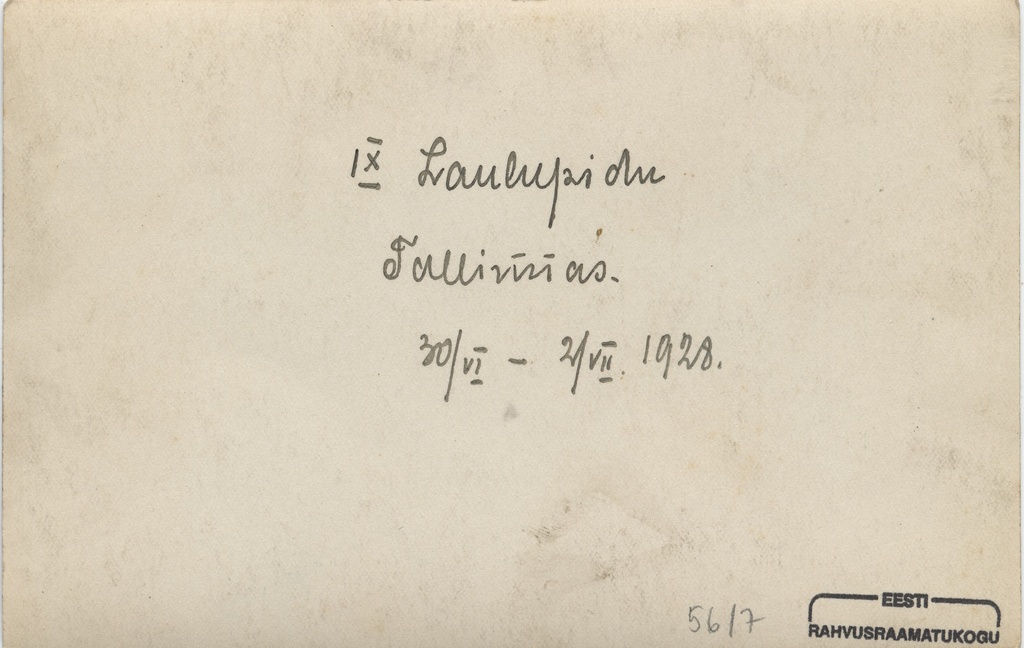 IX Laulupidu
Tallinnas.
30/VI – 2/VII. 1928.
56/7
EESTI
RAHVUSRAAMATUKOGU